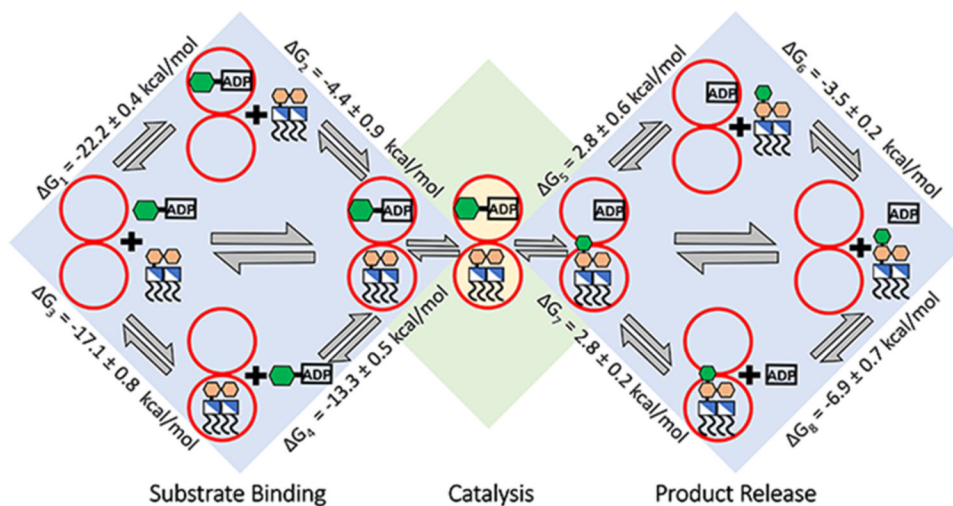 ΔG₁ = -22.2 ± 0.4 kcal/mol
ΔG₂ = -4.4 ± 0.9 kcal/mol
ADP
+
ADP
+
ADP
ΔG₃ = -17.1 ± 0.8 kcal/mol
+ ADP
ΔG₄ = -13.3 ± 0.5 kcal/mol
ADP
ΔG₅ = 2.8 ± 0.6 kcal/mol
ΔG₆ = -3.5 ± 0.2 kcal/mol
ADP
+
ADP
ADP
+
ΔG₇ = 2.8 ± 0.2 kcal/mol
+ ADP
ΔG₈ = -6.9 ± 0.7 kcal/mol
Substrate Binding Catalysis Product Release